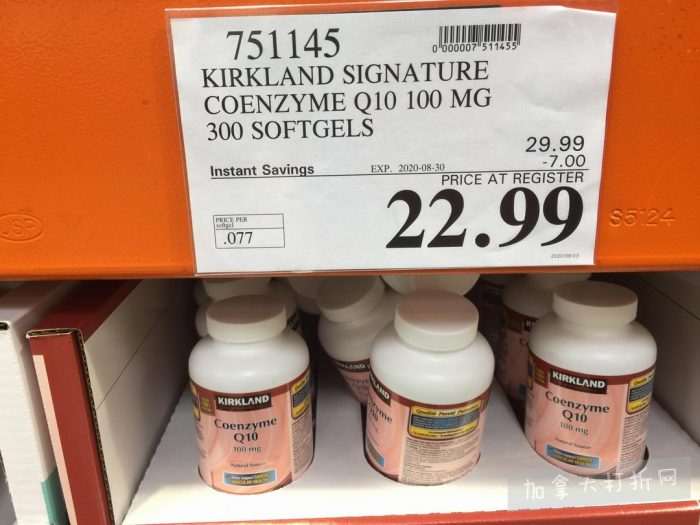 751145
0 000007 511455
KIRKLAND SIGNATURE
COENZYME Q10 100 MG
300 SOFTGELS
29.99
-7.00
Instant Savings EXP. 2020-08-30
PRICE AT REGISTER
22.99
PRICE PER
softgel
.077
JSP
S5124
KIRKLAND
Coenzyme
Q10
100 mg
KIRKLAND
Coenzyme
Q10
100 mg
加拿大打折网